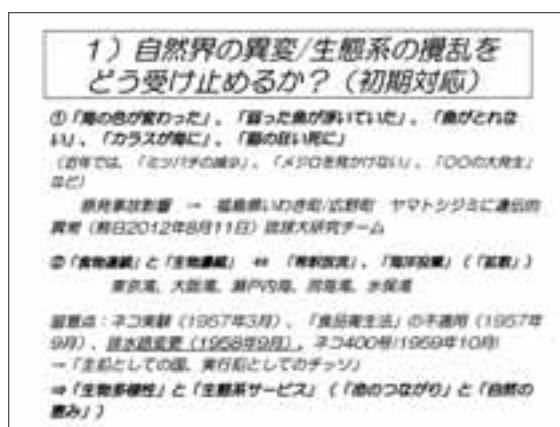 1）自然界の異変/生態系の攪乱を
どう受け止めるか？（初期対応）
①「海の色が変わった」、「弱った魚が浮いていた」、「魚がとれな
い」、「カラスが海に」、「猫の狂い死に」
（近年では、「ミツバチの減少」、「メジロを見かけない」、「〇〇の大発生」
など）
原発事故影響 → 福島県いわき町/広野町 ヤマトシジミに遺伝的
異常（朝日2012年8月11日）琉球大研究チーム
②「食物連鎖」と「生物濃縮」 ⇔ 「希釈放流」、「海洋投棄」（「拡散」）
東京湾、大阪湾、瀬戸内海、洞海湾、水俣湾
留意点：ネコ実験（1957年3月）、「食品衛生法」の不適用（1957年
9月）、排水路変更（1958年9月）、ネコ400号/1959年10月/
→「主犯としての国、実行犯としてのチッソ」
⇒「生物多様性」と「生態系サービス」（「命のつながり」と「自然の
恵み」）